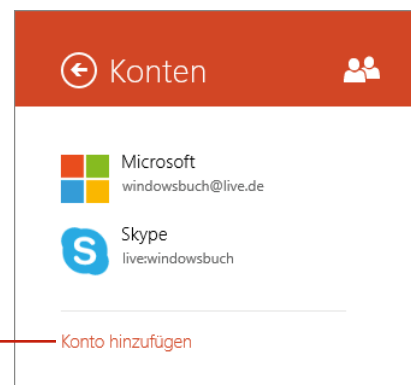 Konten
Microsoft
windowsbuch@live.de
Skype
live:windowsbuch
Konto hinzufügen